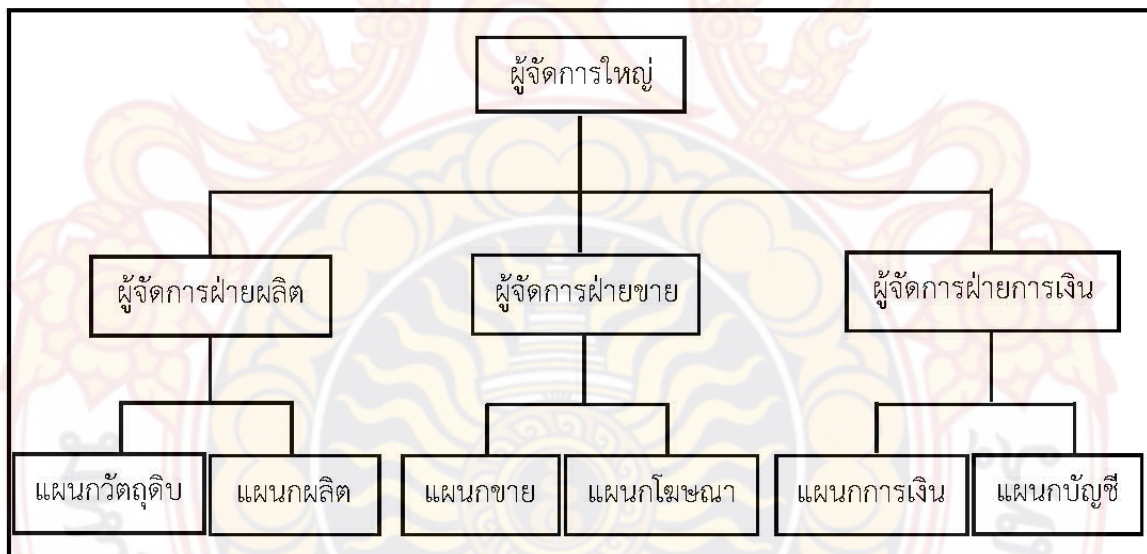 ผู้จัดการใหญ่
ผู้จัดการฝ่ายผลิต
ผู้จัดการฝ่ายขาย
ผู้จัดการฝ่ายการเงิน
แผนกวัตถุดิบ
แผนกผลิต
แผนกขาย
แผนกโฆษณา
แผนกการเงิน
แผนกบัญชี